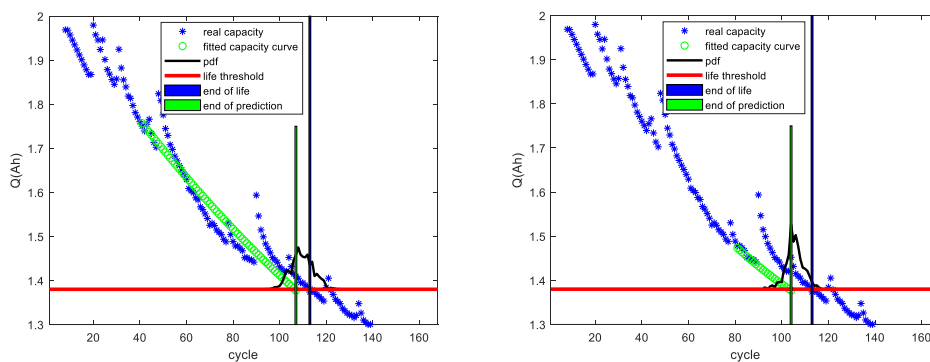 2
1.9
1.8
1.7
1.6
1.5
1.4
1.3
Q(Ah)
0 20 40 60 80 100 120 140 160
cycle
real capacity
fitted capacity curve
pdf
life threshold
end of life
end of prediction
2
1.9
1.8
1.7
1.6
1.5
1.4
1.3
Q(Ah)
0 20 40 60 80 100 120 140 160
cycle
real capacity
fitted capacity curve
pdf
life threshold
end of life
end of prediction